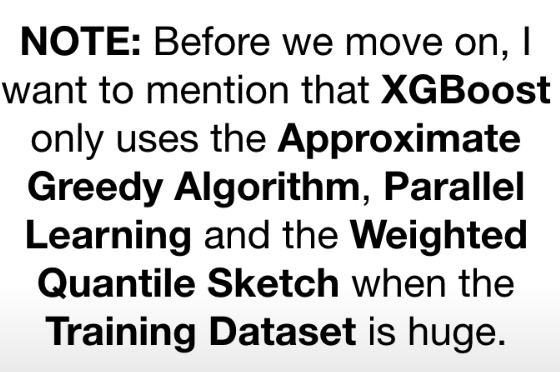 NOTE: Before we move on, I
want to mention that XGBoost
only uses the Approximate
Greedy Algorithm, Parallel
Learning and the Weighted
Quantile Sketch when the
Training Dataset is huge.